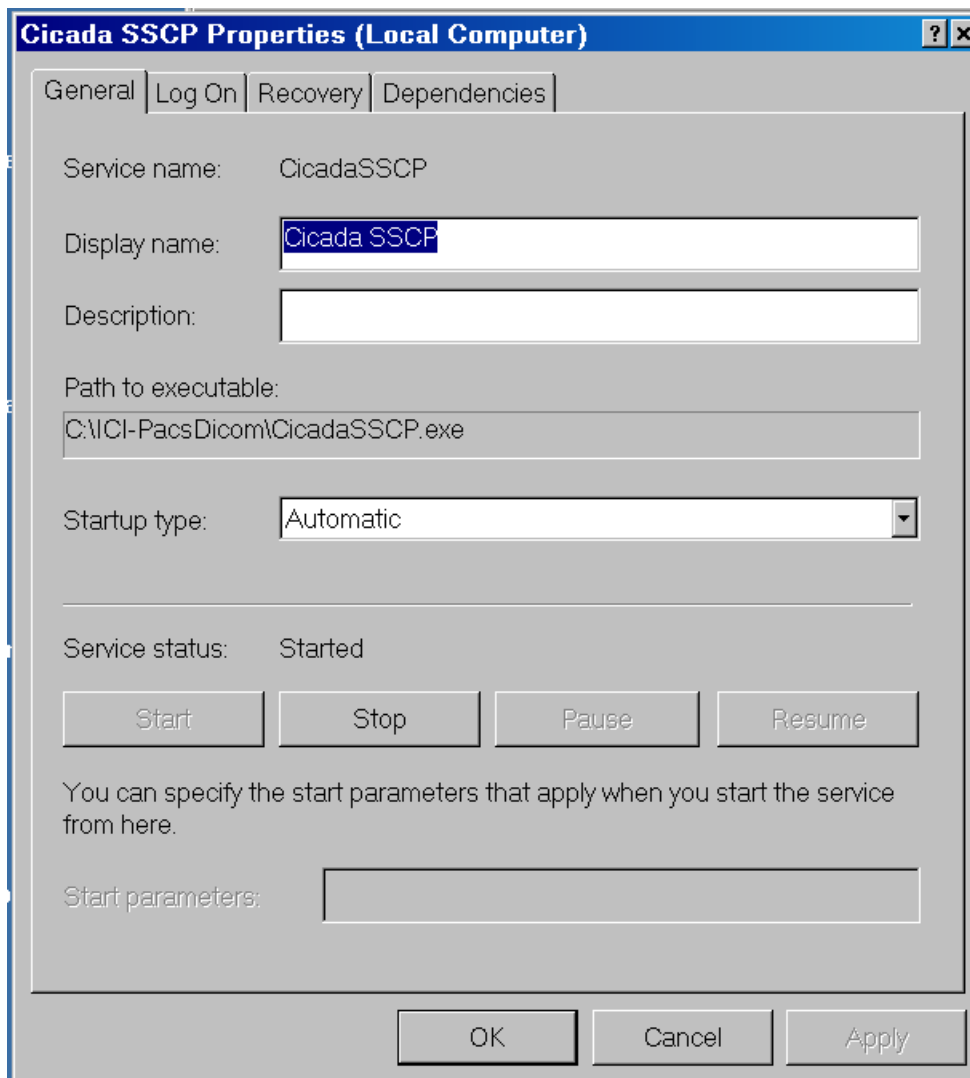 Cicada SSCP Properties (Local Computer)
General Log On Recovery Dependencies
Service name: CicadaSSCP
Display name: Cicada SSCP
Description:
Path to executable:
C:\ICI-PacsDicom\CicadaSSCP.exe
Startup type: Automatic
Service status: Started
Start Stop Pause Resume
You can specify the start parameters that apply when you start the service
from here.
Start parameters:
OK Cancel Apply